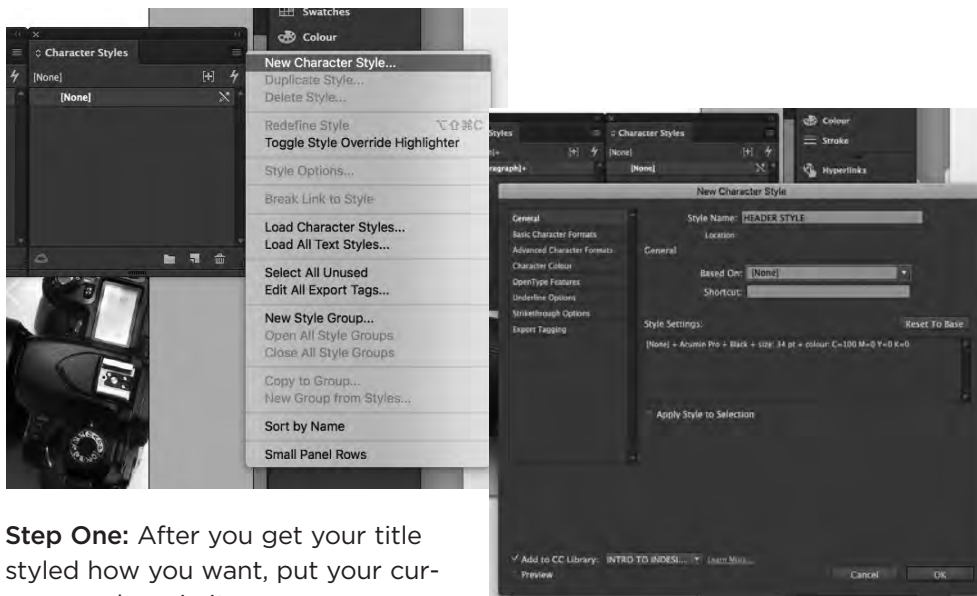 Swatches
Colour
Character Styles
[None]
[None]
New Character Style...
Duplicate Style...
Delete Style...
Redefine Style ⌥⇧⌘C
Toggle Style Override Highlighter
Style Options...
Break Link to Style
Load Character Styles...
Load All Text Styles...
Select All Unused
Edit All Export Tags...
New Style Group...
Open All Style Groups
Close All Style Groups
Copy to Group...
New Group from Styles...
Sort by Name
Small Panel Rows
Colour
Stroke
Hyperlinks
Styles
Character Styles
[None]
ragraph]+
[None]
New Character Style
General
Basic Character Formats
Advanced Character Formats
Character Colour
OpenType Features
Underline Options
Strikethrough Options
Export Tagging
Style Name: HEADER STYLE
Location:
General
Based On: [None]
Shortcut:
Style Settings: Reset To Base
[None] + Acumin Pro + Black + size: 34 pt + colour: C=100 M=0 Y=0 K=0
Apply Style to Selection
Add to CC Library: INTRO TO INDESI... Learn More...
Preview
Cancel OK
Step One: After you get your title
styled how you want, put your cur-